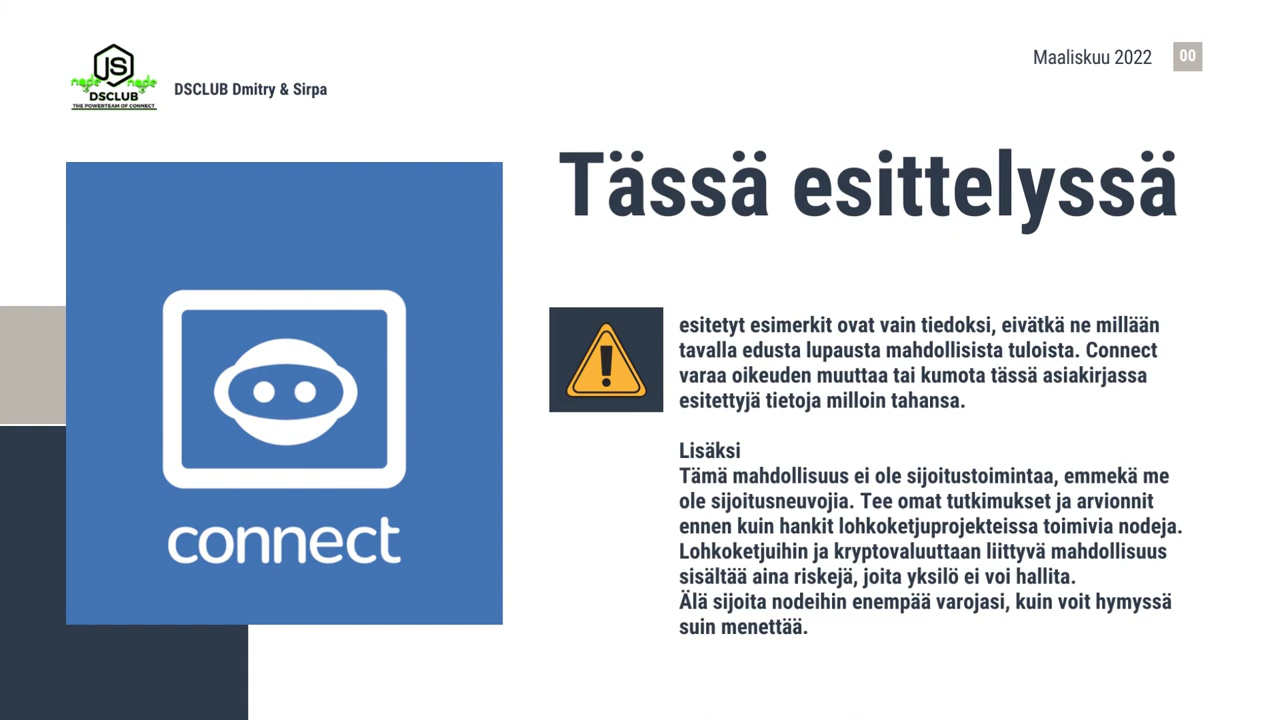 JS
node node
DSCLUB
THE POWERTEAM OF CONNECT
DSCLUB Dmitry & Sirpa
Maaliskuu 2022 00
Tässä esittelyssä
connect
esitetyt esimerkit ovat vain tiedoksi, eivätkä ne millään
tavalla edusta lupausta mahdollisista tuloista. Connect
varaa oikeuden muuttaa tai kumota tässä asiakirjassa
esitettyjä tietoja milloin tahansa.
Lisäksi
Tämä mahdollisuus ei ole sijoitustoimintaa, emmekä me
ole sijoitusneuvojia. Tee omat tutkimukset ja arvionnit
ennen kuin hankit lohkoketjuprojekteissa toimivia nodeja.
Lohkoketjuihin ja kryptovaluuttaan liittyvä mahdollisuus
sisältää aina riskejä, joita yksilö ei voi hallita.
Älä sijoita nodeihin enempää varojasi, kuin voit hymyssä
suin menettää.